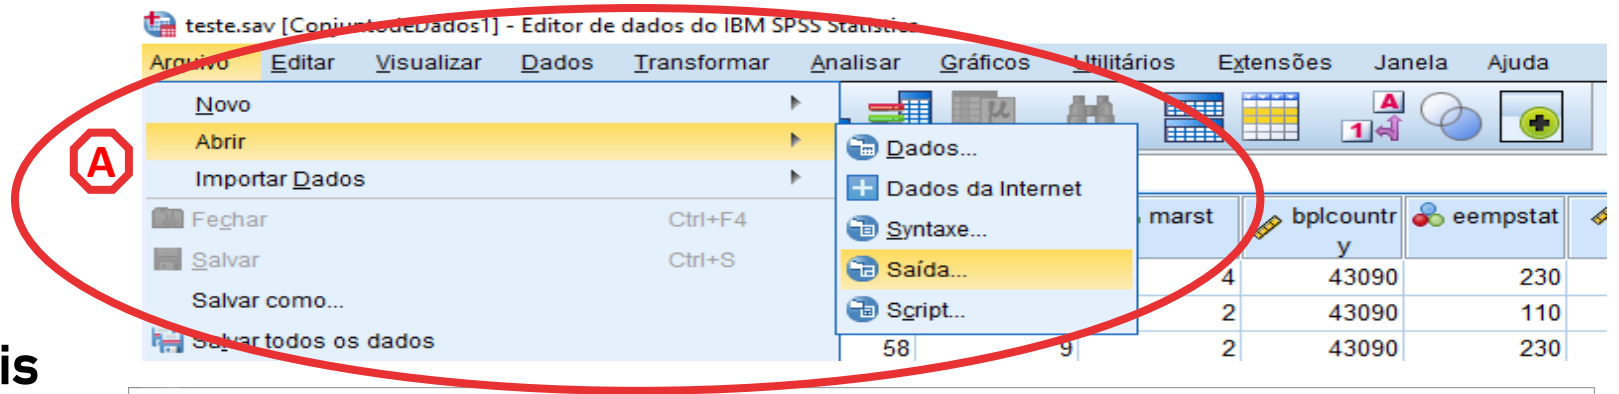 teste.sav [ConjuntodeDados1] - Editor de dados do IBM SPSS Statistics
Arquivo Editar Visualizar Dados Transformar Analisar Gráficos Utilitários Extensões Janela Ajuda
Novo
Abrir
Importar Dados
Fechar Ctrl+F4
Salvar Ctrl+S
Salvar como...
Salvar todos os dados
A
Dados...
Dados da Internet
Syntaxe...
Saída...
Script...
μ
A
1
marst bplcountr
y eempstat
4 43090 230
2 43090 110
58 9 2 43090 230
is